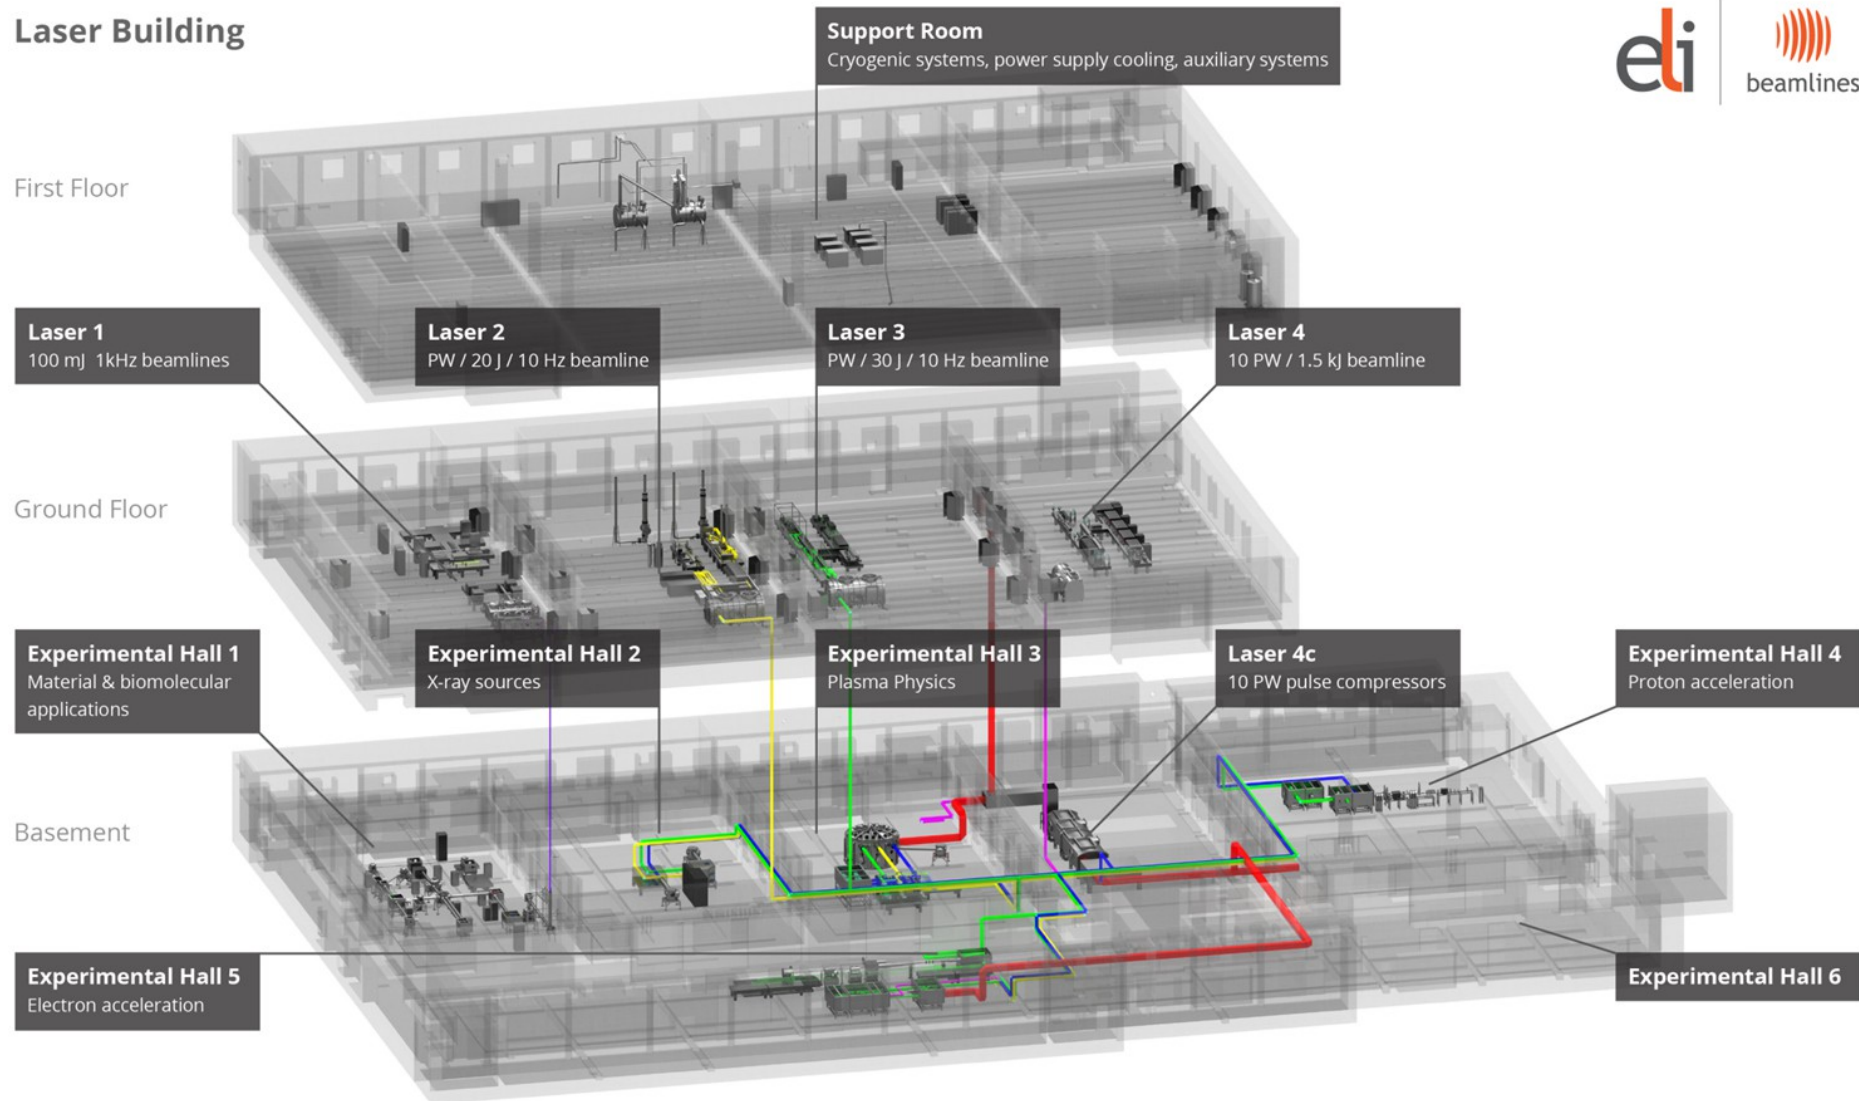 Laser Building
Support Room
Cryogenic systems, power supply cooling, auxiliary systems
eli
beamlines
First Floor
Laser 1
100 mJ 1kHz beamlines
Laser 2
PW / 20 J / 10 Hz beamline
Laser 3
PW / 30 J / 10 Hz beamline
Laser 4
10 PW / 1.5 kJ beamline
Ground Floor
Experimental Hall 1
Material & biomolecular
applications
Experimental Hall 2
X-ray sources
Experimental Hall 3
Plasma Physics
Laser 4c
10 PW pulse compressors
Experimental Hall 4
Proton acceleration
Basement
Experimental Hall 5
Electron acceleration
Experimental Hall 6